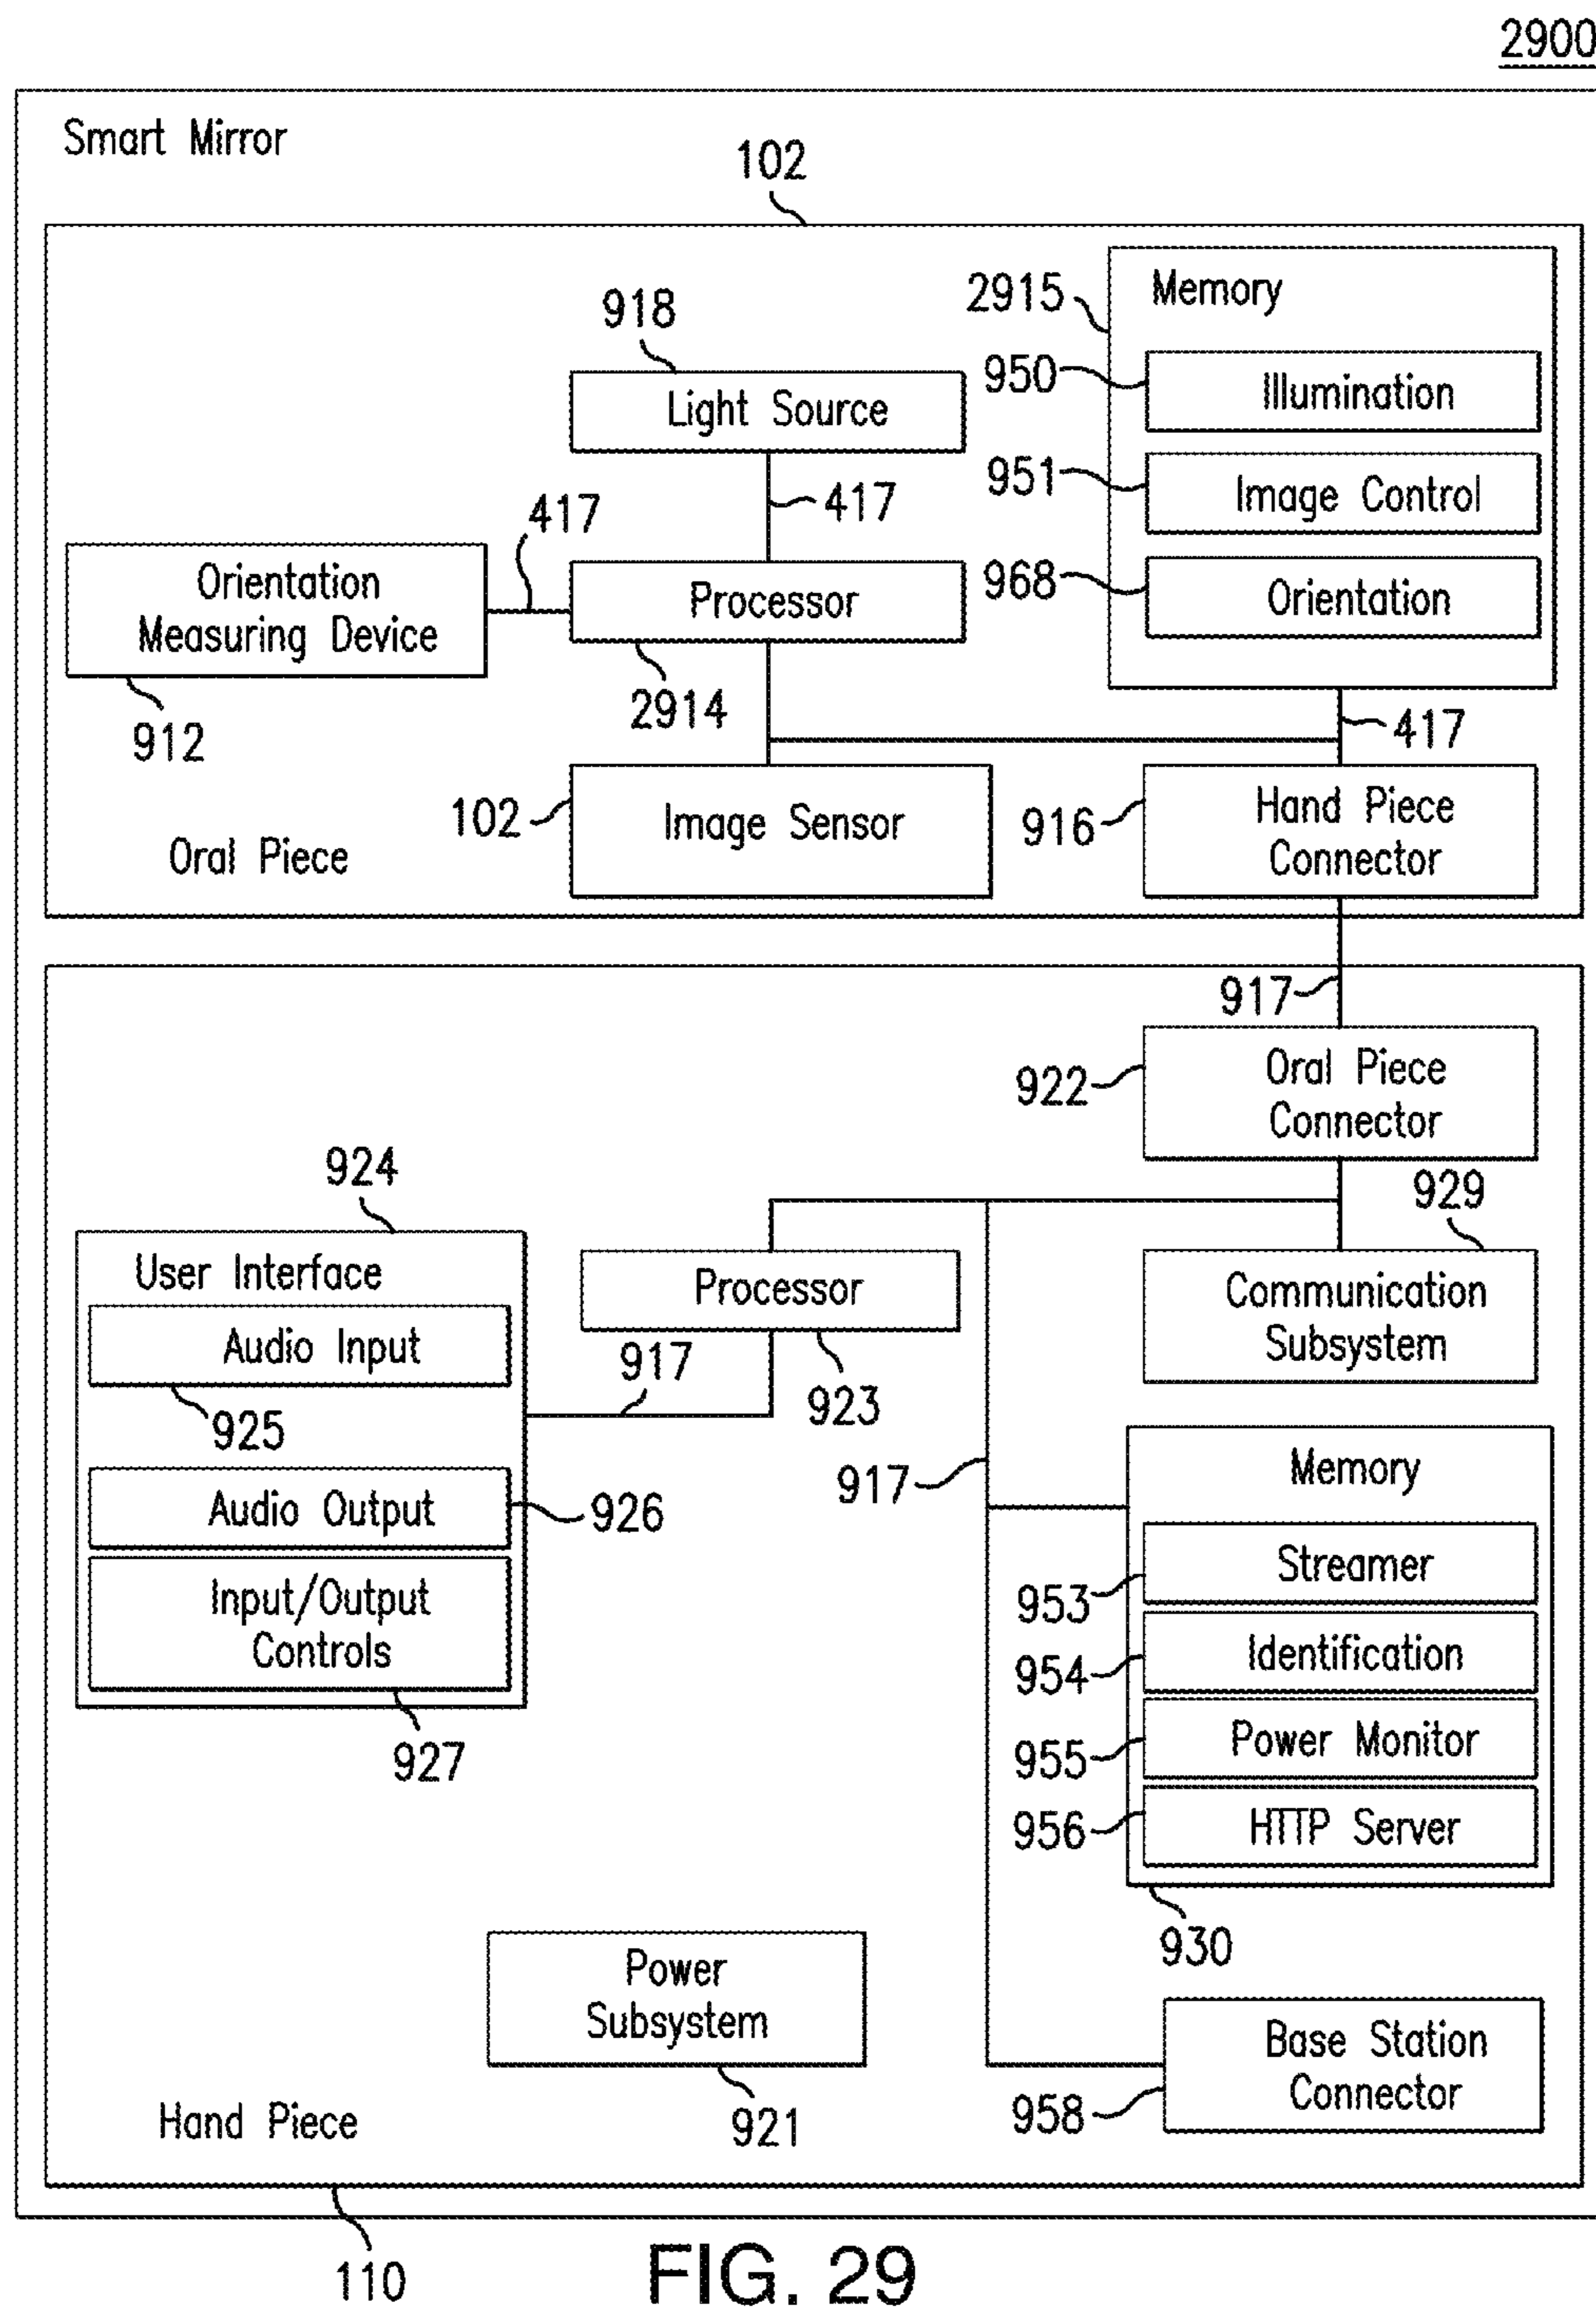 2900
Smart Mirror
102
2915
Memory
918
950
Illumination
Light Source
951
Image Control
417
417
968
Orientation
Orientation
Measuring Device
Processor
912
2914
417
102
Image Sensor
916
Hand Piece
Connector
Oral Piece
917
922
Oral Piece
Connector
924
929
User Interface
Processor
Communication
Subsystem
Audio Input
917
923
925
917
Memory
Audio Output
926
953
Streamer
Input/Output
Controls
954
Identification
927
955
Power Monitor
956
HTTP Server
930
Power
Subsystem
921
958
Base Station
Connector
Hand Piece
110
FIG. 29